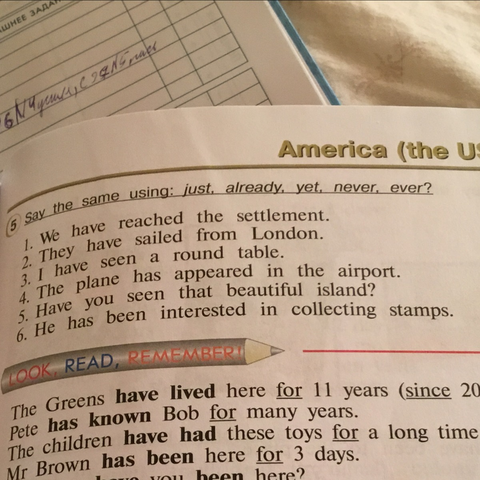 America (the
5 Say the same using: just, already, yet, never, ever?
1. We have reached the settlement.
2. They have sailed from London.
3. I have seen a round table.
4. The plane has appeared in the airport.
5. Have you seen that beautiful island?
6. He has been interested in collecting stamps.
LOOK, READ, REMEMBER!
The Greens have lived here for 11 years (since 20
Pete has known Bob for many years.
The children have had these toys for a long time
Mr Brown has been here for 3 days.
you been here?